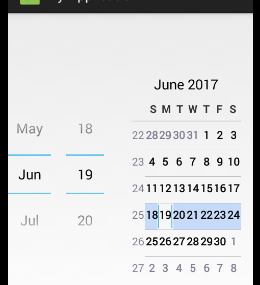 June 2017
S M T W T F S
May 18 22 28 29 30 31 1 2 3
23 4 5 6 7 8 9 10
Jun 19 24 11 12 13 14 15 16 17
25 18 19 20 21 22 23 24
Jul 20 26 25 26 27 28 29 30 1
27 2 3 4 5 6 7 8